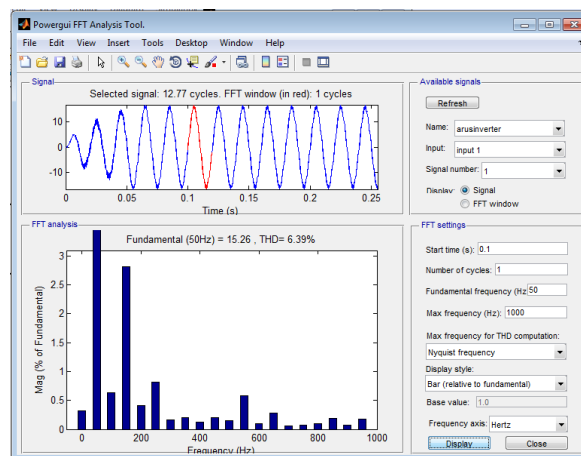 Powergui FFT Analysis Tool.
File Edit View Insert Tools Desktop Window Help
Signal
Selected signal: 12.77 cycles. FFT window (in red): 1 cycles
10
0
-10
0 0.05 0.1 0.15 0.2 0.25
Time (s)
FFT analysis
Fundamental (50Hz) = 15.26 , THD= 6.39%
Mag (% of Fundamental)
3
2.5
2
1.5
1
0.5
0
0 200 400 600 800 1000
Frequency (Hz)
Available signals
Refresh
Name: arusinverter
Input: input 1
Signal number: 1
Display: Signal
FFT window
FFT settings
Start time (s): 0.1
Number of cycles: 1
Fundamental frequency (Hz 50
Max frequency (Hz): 1000
Max frequency for THD computation:
Nyquist frequency
Display style:
Bar (relative to fundamental)
Base value: 1.0
Frequency axis: Hertz
Display Close